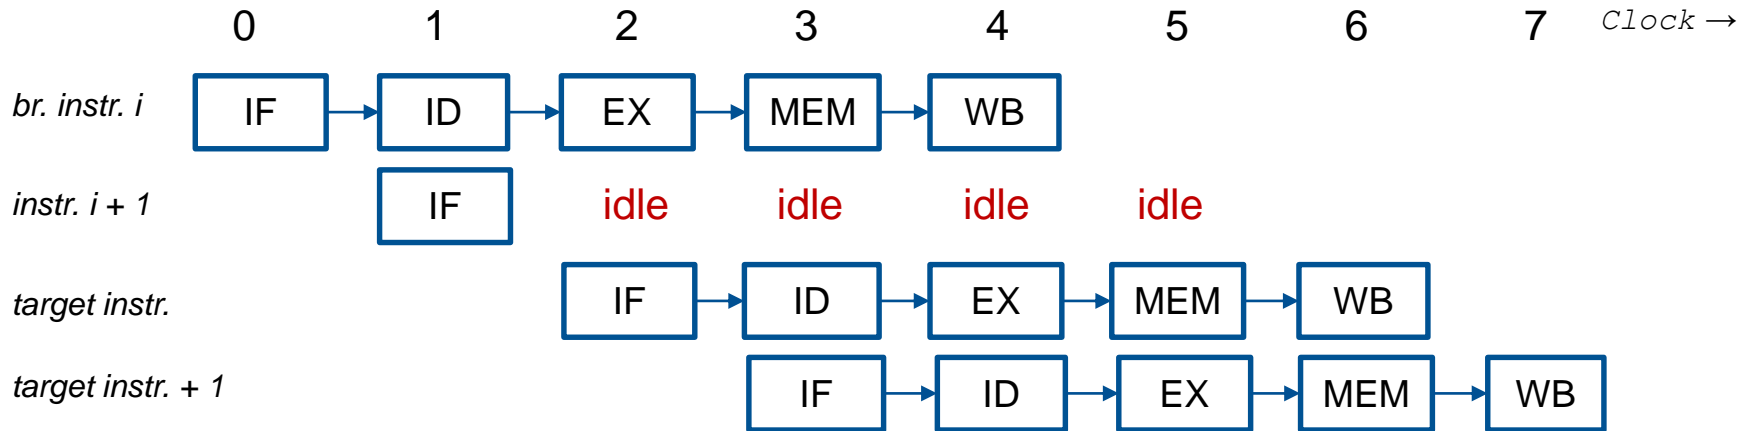 0 1 2 3 4 5 6 7 Clock →
br. instr. i IF ID EX MEM WB
instr. i + 1 IF idle idle idle idle
target instr. IF ID EX MEM WB
target instr. + 1 IF ID EX MEM WB